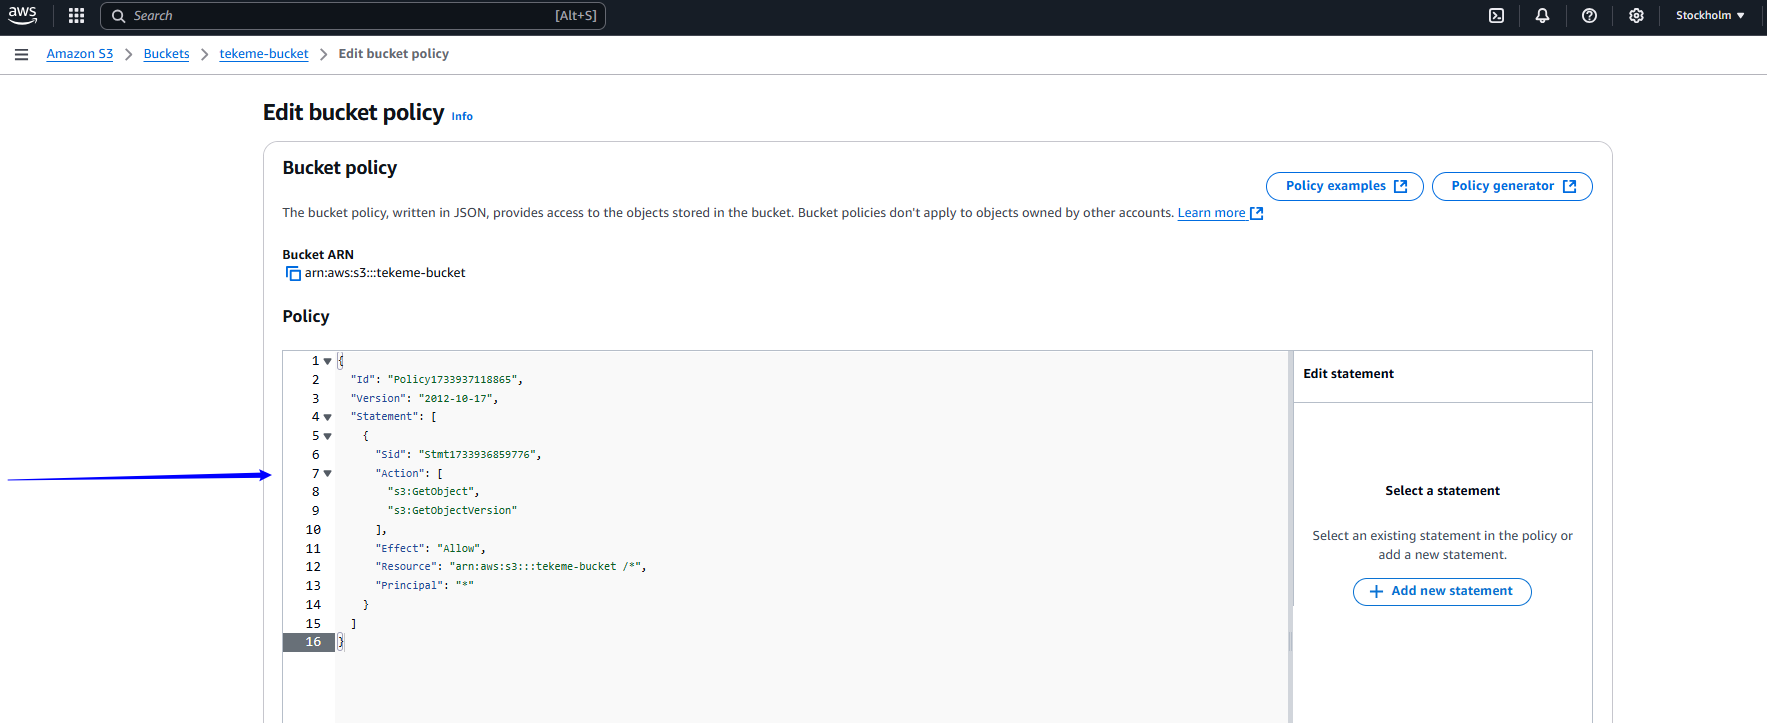 aws
Search
[Alt+S]
Stockholm
Amazon S3
Buckets
tekeme-bucket
Edit bucket policy
Edit bucket policy
Info
Bucket policy
Policy examples
Policy generator
The bucket policy, written in JSON, provides access to the objects stored in the bucket. Bucket policies don't apply to objects owned by other accounts. Learn more
Bucket ARN
arn:aws:s3:::tekeme-bucket
Policy
1 {
2 "Id": "Policy1733937118865",
3 "Version": "2012-10-17",
4 "Statement": [
5 {
6 "Sid": "Stmt1733936859776",
7 "Action": [
8 "s3:GetObject",
9 "s3:GetObjectVersion"
10 ],
11 "Effect": "Allow",
12 "Resource": "arn:aws:s3:::tekeme-bucket /*",
13 "Principal": "*"
14 }
15 ]
16 }
Edit statement
Select a statement
Select an existing statement in the policy or
add a new statement.
Add new statement